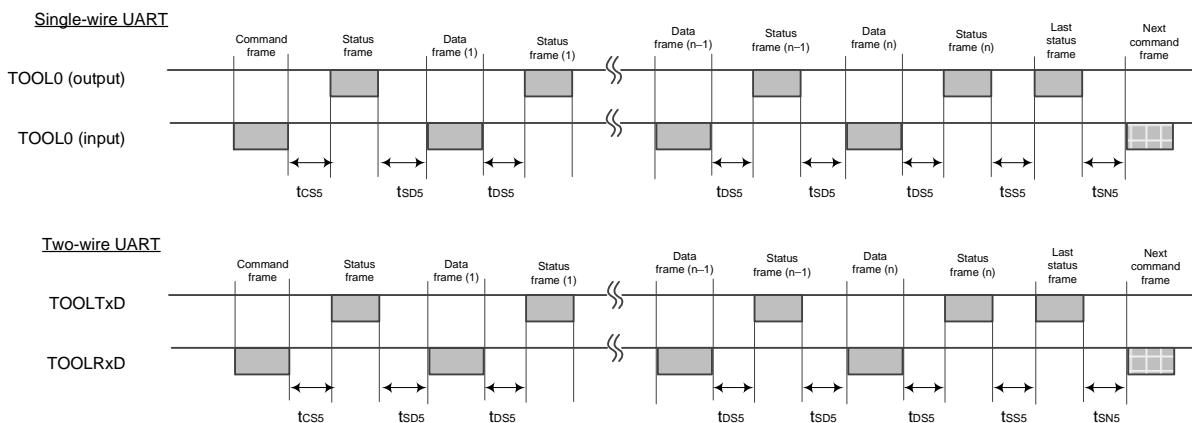 Single-wire UART
Command
frame
Status
frame
Data
frame (1)
Status
frame (1)
Data
frame (n–1)
Status
frame (n–1)
Data
frame (n)
Status
frame (n)
Last
status
frame
Next
command
frame
TOOL0 (output)
TOOL0 (input)
tCS5
tSD5
tDS5
tDS5
tSD5
tDS5
tSS5
tSN5
Two-wire UART
Command
frame
Status
frame
Data
frame (1)
Status
frame (1)
Data
frame (n–1)
Status
frame (n–1)
Data
frame (n)
Status
frame (n)
Last
status
frame
Next
command
frame
TOOLTxD
TOOLRxD
tCS5
tSD5
tDS5
tDS5
tSD5
tDS5
tSS5
tSN5